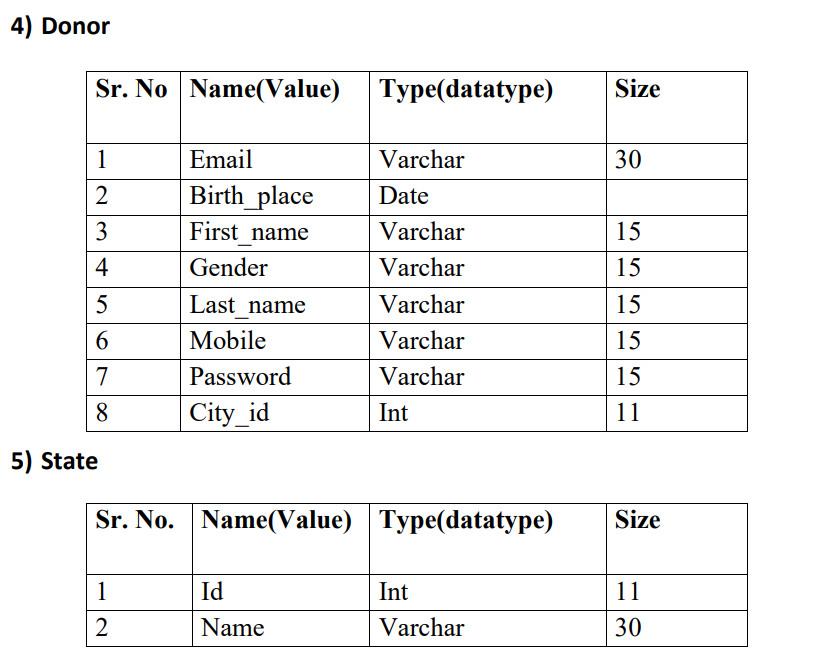 4) Donor
Sr. No Name(Value) Type(datatype) Size
1 Email Varchar 30
2 Birth_place Date
3 First_name Varchar 15
4 Gender Varchar 15
5 Last_name Varchar 15
6 Mobile Varchar 15
7 Password Varchar 15
8 City_id Int 11
5) State
Sr. No. Name(Value) Type(datatype) Size
1 Id Int 11
2 Name Varchar 30